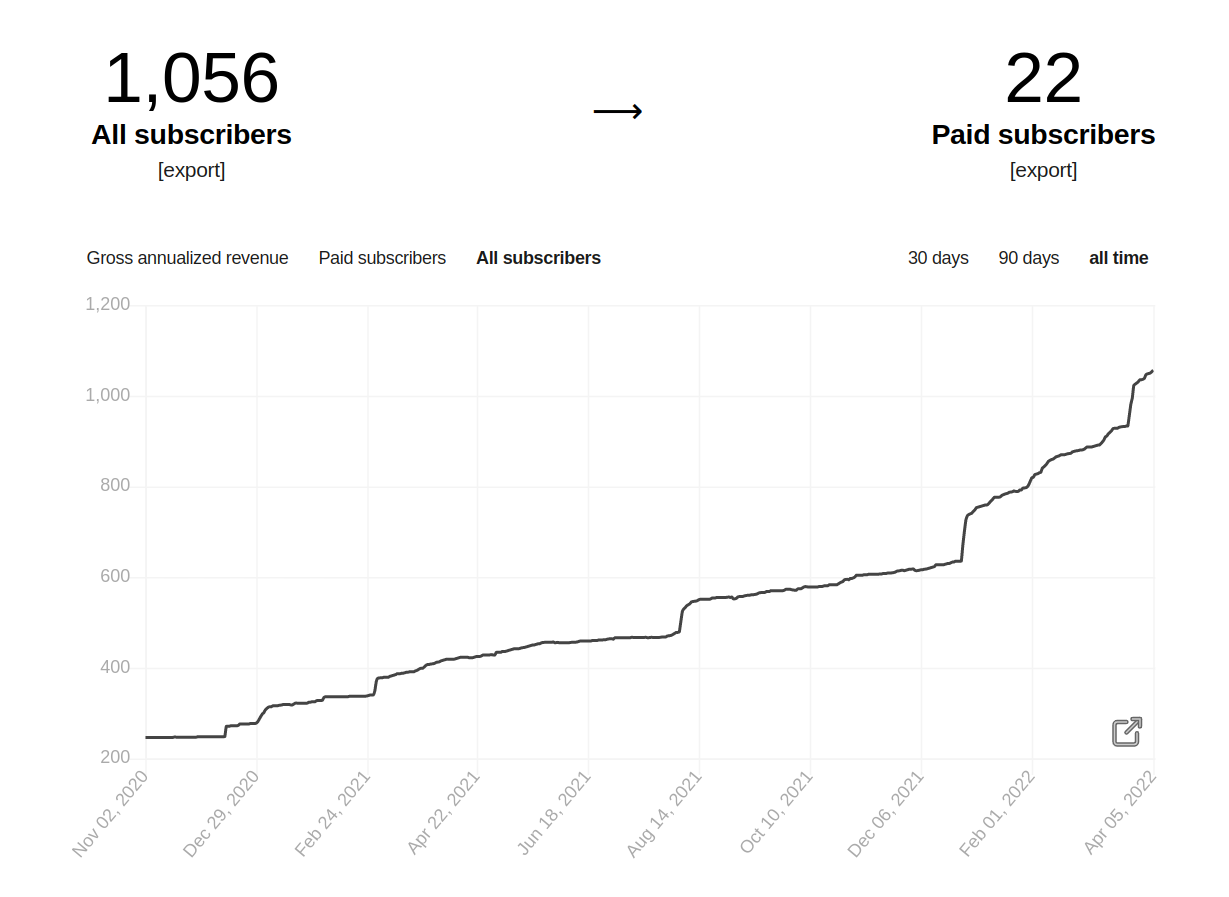 1,056
All subscribers
[export]
⟶
22
Paid subscribers
[export]
Gross annualized revenue Paid subscribers All subscribers 30 days 90 days all time
1,200
1,000
800
600
400
200
Nov 02, 2020
Dec 29, 2020
Feb 24, 2021
Apr 22, 2021
Jun 18, 2021
Aug 14, 2021
Oct 10, 2021
Dec 06, 2021
Feb 01, 2022
Apr 05, 2022